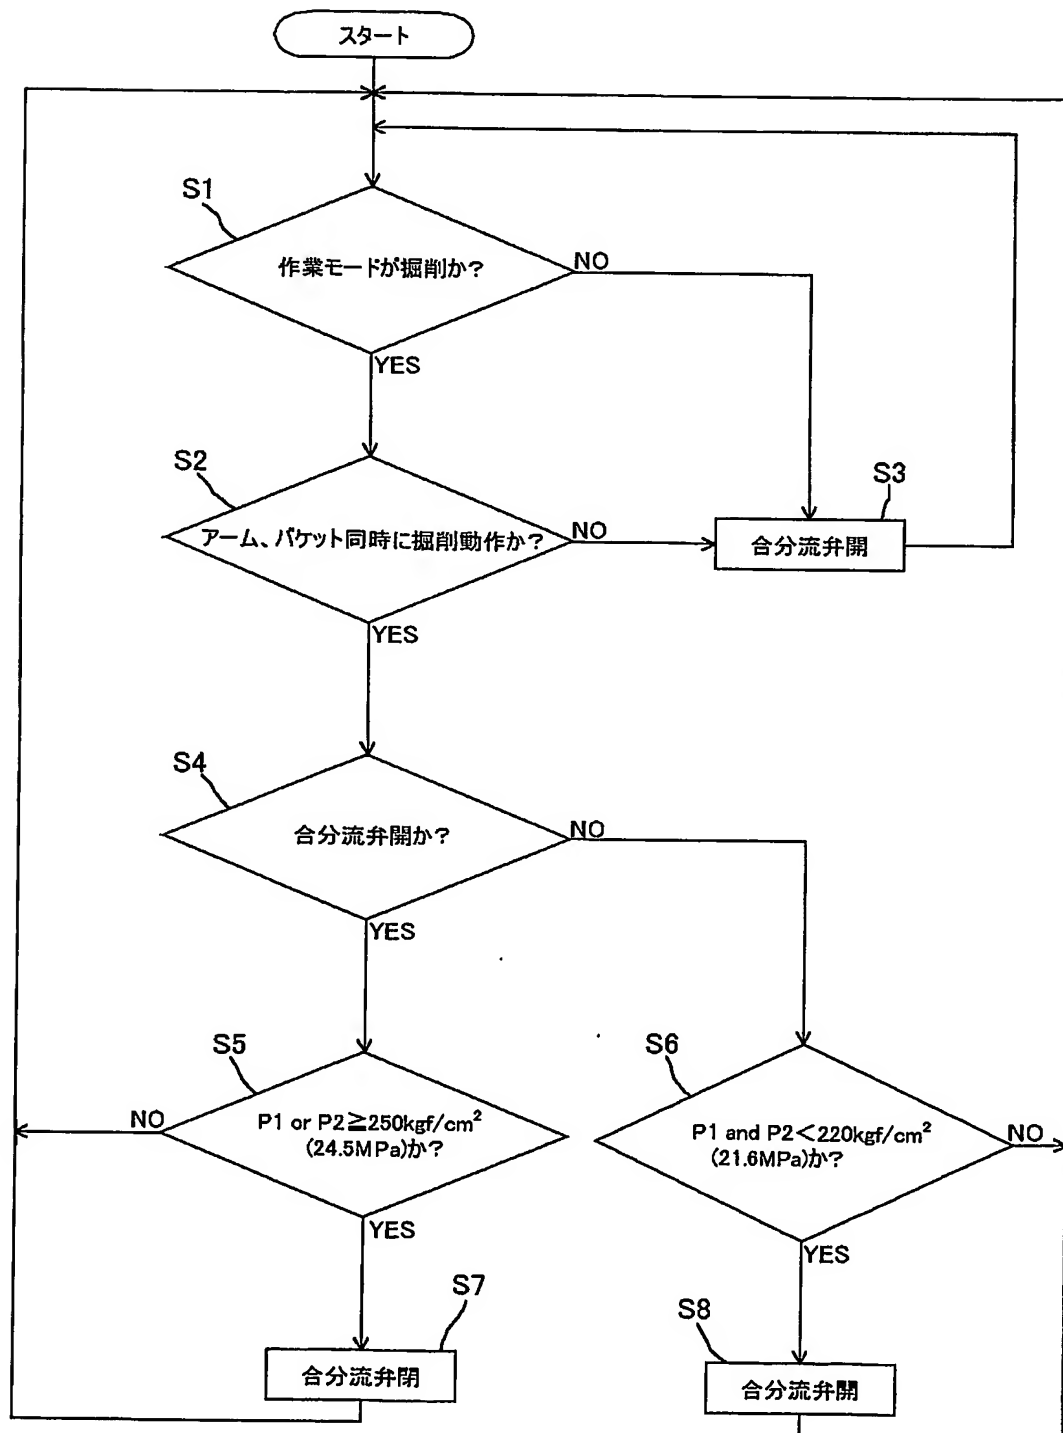 スタート
S1
作業モードが掘削か?
NO
YES
S2
アーム、バケット同時に掘削動作か?
NO
S3
合分流弁開
YES
S4
合分流弁開か?
NO
YES
S5
P1 or P2≧250kgf/cm²
(24.5MPa)か?
NO
YES
S6
P1 and P2<220kgf/cm²
(21.6MPa)か?
NO
YES
S7
合分流弁閉
S8
合分流弁開